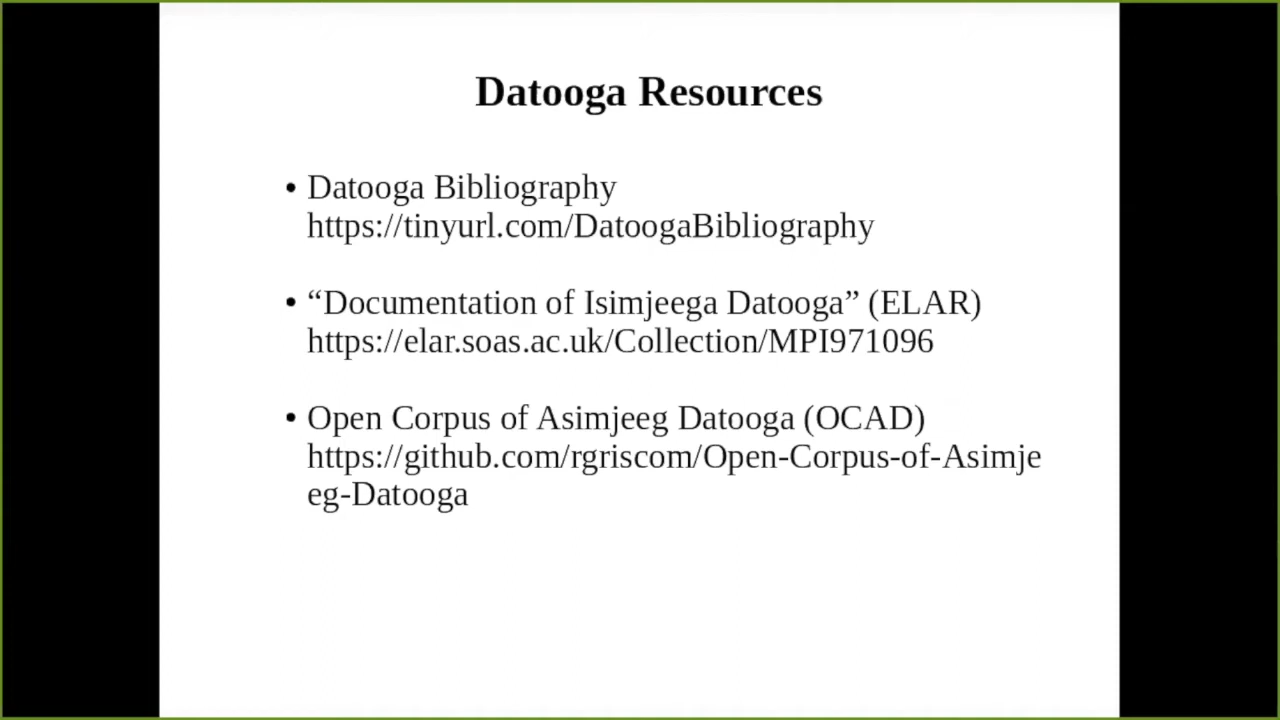 Datooga Resources
• Datooga Bibliography
https://tinyurl.com/DatoogaBibliography
• “Documentation of Isimjeega Datooga” (ELAR)
https://elar.soas.ac.uk/Collection/MPI971096
• Open Corpus of Asimjeeg Datooga (OCAD)
https://github.com/rgriscom/Open-Corpus-of-Asimje
eg-Datooga